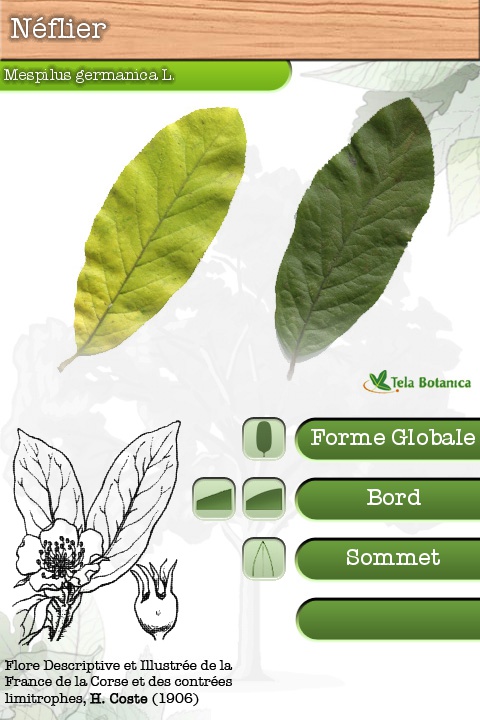 Néflier
Mespilus germanica L.
Tela Botanica
Forme Globale
Bord
Sommet
Flore Descriptive et Illustrée de la
France de la Corse et des contrées
limitrophes, H. Coste (1906)